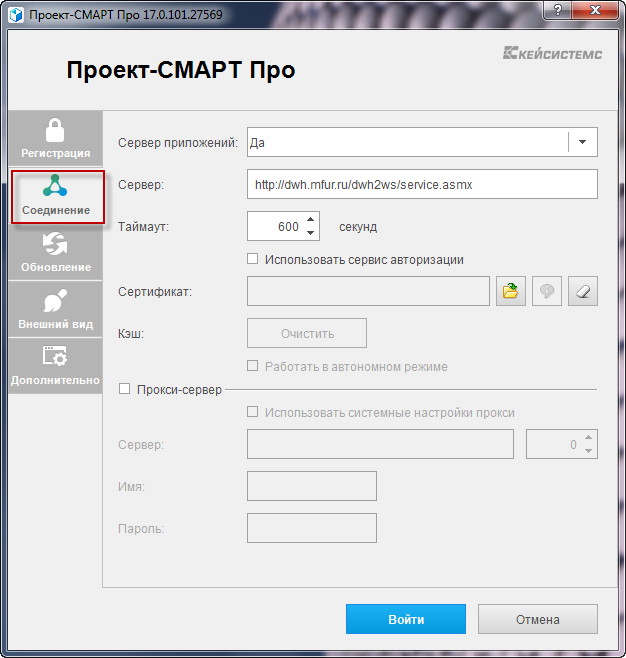 Проект-СМАРТ Про 17.0.101.27569
?
Проект-СМАРТ Про
КЕЙСИСТЕМС
Регистрация
Соединение
Обновление
Внешний вид
Дополнительно
Сервер приложений: Да
Сервер: http://dwh.mfur.ru/dwh2ws/service.asmx
Таймаут: 600 секунд
Использовать сервис авторизации
Сертификат:
Кэш: Очистить
Работать в автономном режиме
Прокси-сервер
Использовать системные настройки прокси
Сервер: 0
Имя:
Пароль:
Войти Отмена